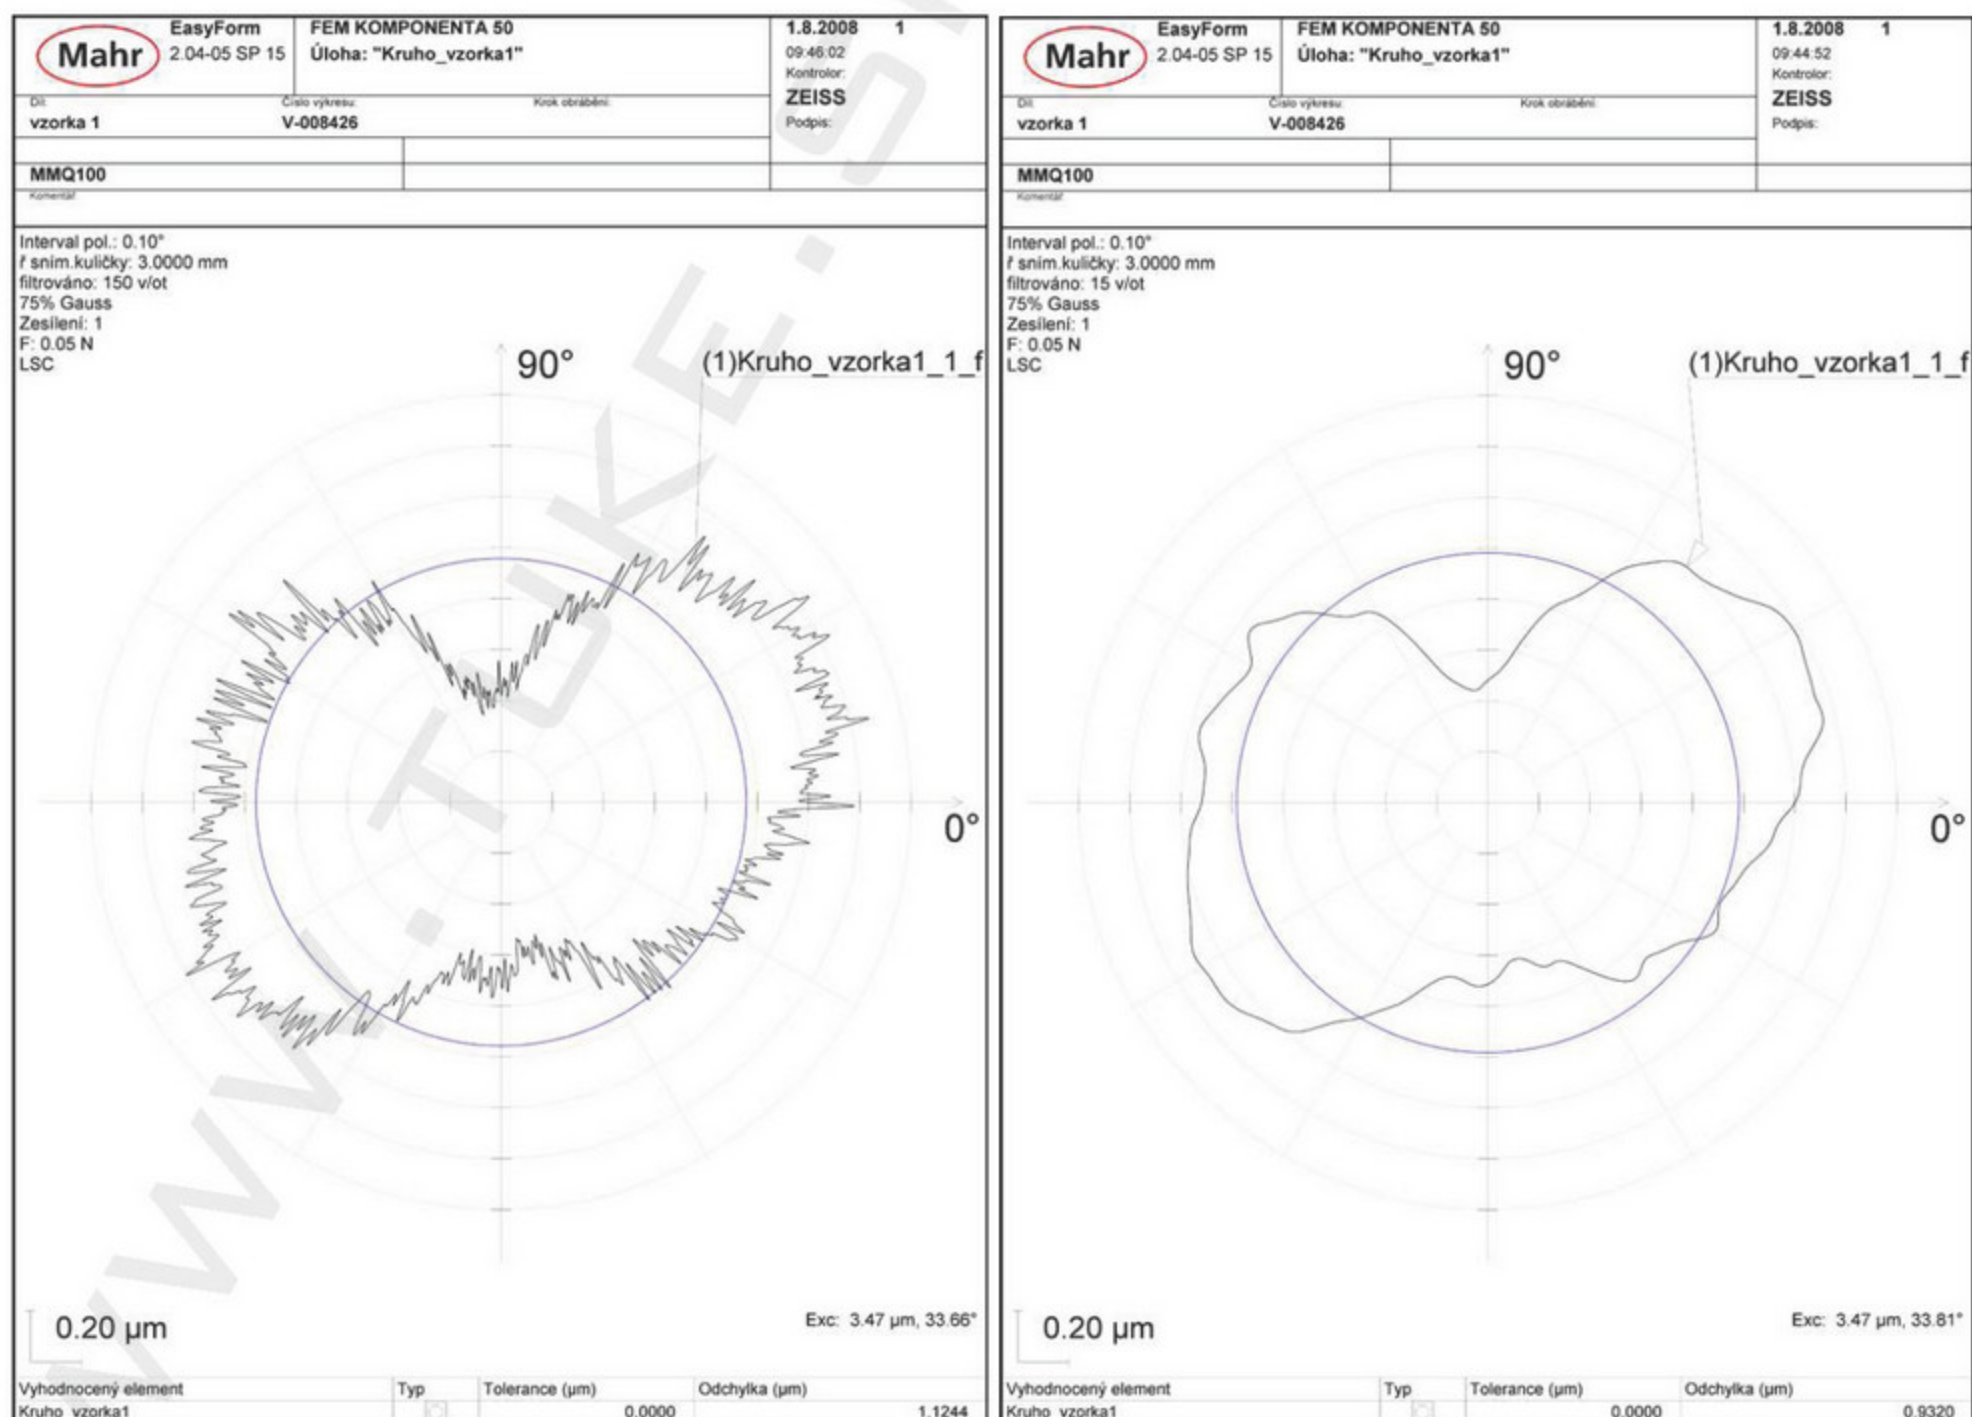 Mahr
EasyForm
2.04-05 SP 15
FEM KOMPONENTA 50
Úloha: "Kruho_vzorka1"
1.8.2008 1
09:46:02
Kontrolor:
ZEISS
Podpis:
Díl:
vzorka 1
Číslo výkresu:
V-008426
Krok obrábění:
MMQ100
Komentář
Interval pol.: 0.10°
ř sním.kuličky: 3.0000 mm
filtrováno: 150 v/ot
75% Gauss
Zesílení: 1
F: 0.05 N
LSC
90°
(1)Kruho_vzorka1_1_f
0°
0.20 µm
Exc: 3.47 µm, 33.66°
Vyhodnocený element Typ Tolerance (µm) Odchylka (µm)
Kruho_vzorka1 0.0000 1.1244
Mahr
EasyForm
2.04-05 SP 15
FEM KOMPONENTA 50
Úloha: "Kruho_vzorka1"
1.8.2008 1
09:44:52
Kontrolor:
ZEISS
Podpis:
Díl:
vzorka 1
Číslo výkresu:
V-008426
Krok obrábění:
MMQ100
Komentář
Interval pol.: 0.10°
ř sním.kuličky: 3.0000 mm
filtrováno: 15 v/ot
75% Gauss
Zesílení: 1
F: 0.05 N
LSC
90°
(1)Kruho_vzorka1_1_f
0°
0.20 µm
Exc: 3.47 µm, 33.81°
Vyhodnocený element Typ Tolerance (µm) Odchylka (µm)
Kruho_vzorka1 0.0000 0.9320